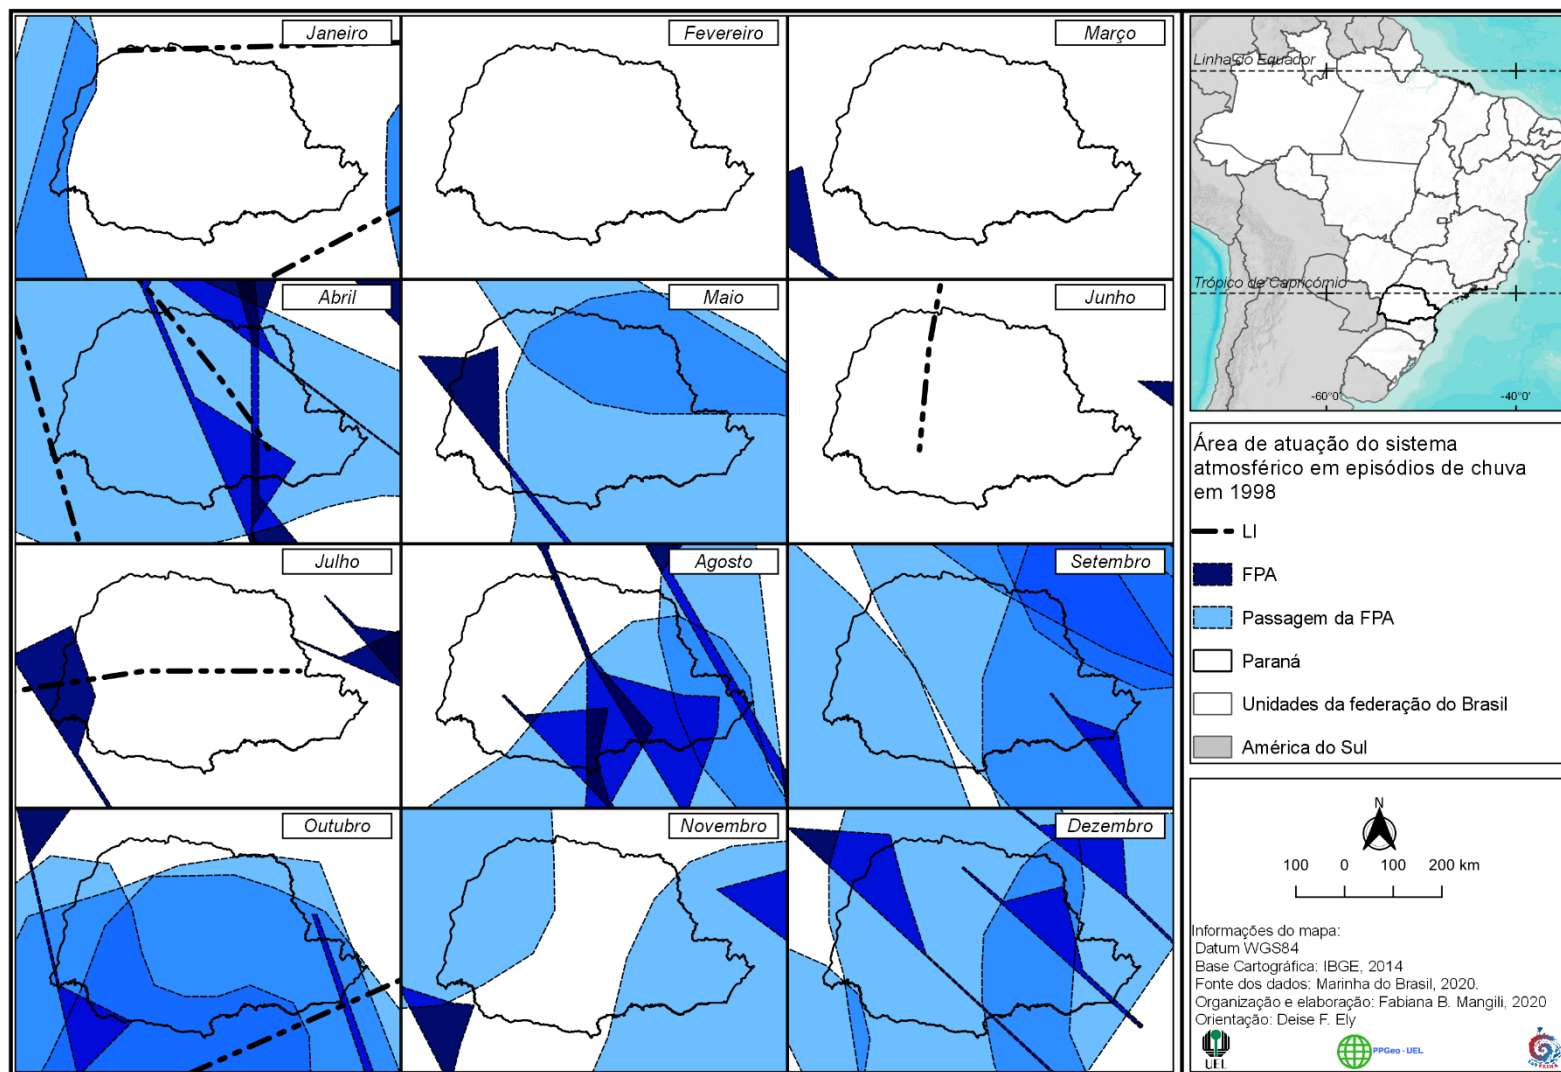 Janeiro
Fevereiro
Março
Abril
Maio
Junho
Julho
Agosto
Setembro
Outubro
Novembro
Dezembro
Linha do Equador
Trópico de Capricórnio
-60°0'
-40°0'
Área de atuação do sistema
atmosférico em episódios de chuva
em 1998
LI
FPA
Passagem da FPA
Paraná
Unidades da federação do Brasil
América do Sul
N
100 0 100 200 km
Informações do mapa:
Datum WGS84
Base Cartográfica: IBGE, 2014
Fonte dos dados: Marinha do Brasil, 2020.
Organização e elaboração: Fabiana B. Mangili, 2020
Orientação: Deise F. Ely
UEL
PPGeo - UEL